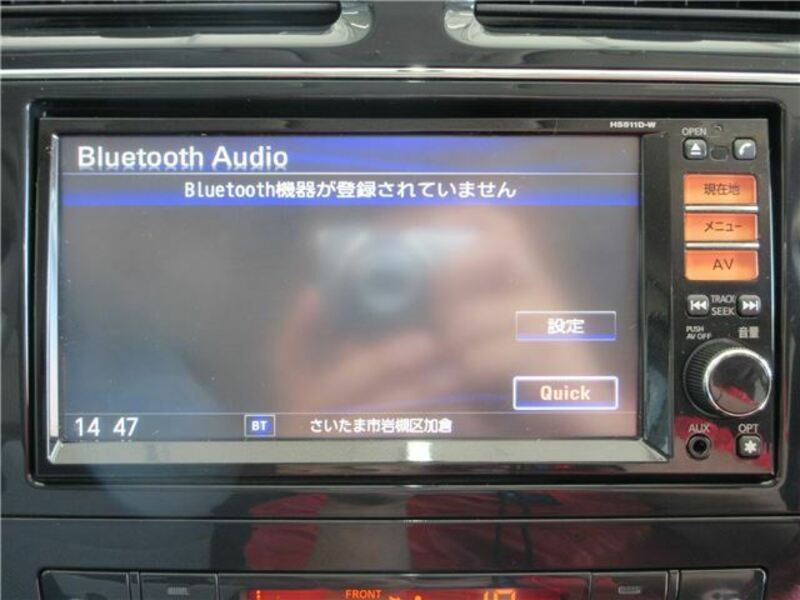 HS511D-W
OPEN
Bluetooth Audio
Bluetooth機器が登録されていません
現在地
メニュー
AV
TRACK
SEEK
設定
PUSH
AV OFF
音量
Quick
14 47
BT
さいたま市岩槻区加倉
AUX
OPT
FRONT